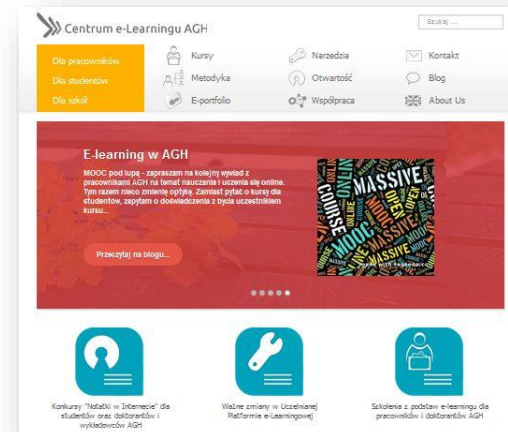 Centrum e-Learningu AGH
Szukaj ...
Dla pracowników
Dla studentów
Dla szkół
Kursy
Narzędzia
Kontakt
Metodyka
Otwartość
Blog
E-portfolio
Współpraca
About Us
E-learning w AGH
MOOC pod lupą - zapraszam na kolejny wywiad z
pracownikami AGH na temat nauczania i uczenia się online.
Tym razem nieco zmienię optykę. Zamiast pytać o kursy dla
studentów, zapytam o doświadczenia z bycia uczestnikiem
kursu...
Przeczytaj na blogu...
MASSIVE
OPEN
ONLINE
COURSE
MOOC
Konkursy "Notatki w Internecie" dla
studentów oraz doktorantów i
wykładowców AGH
Ważne zmiany w Uczelnianej
Platformie e-Learningowej
Szkolenia z podstaw e-learningu dla
pracowników i doktorantów AGH